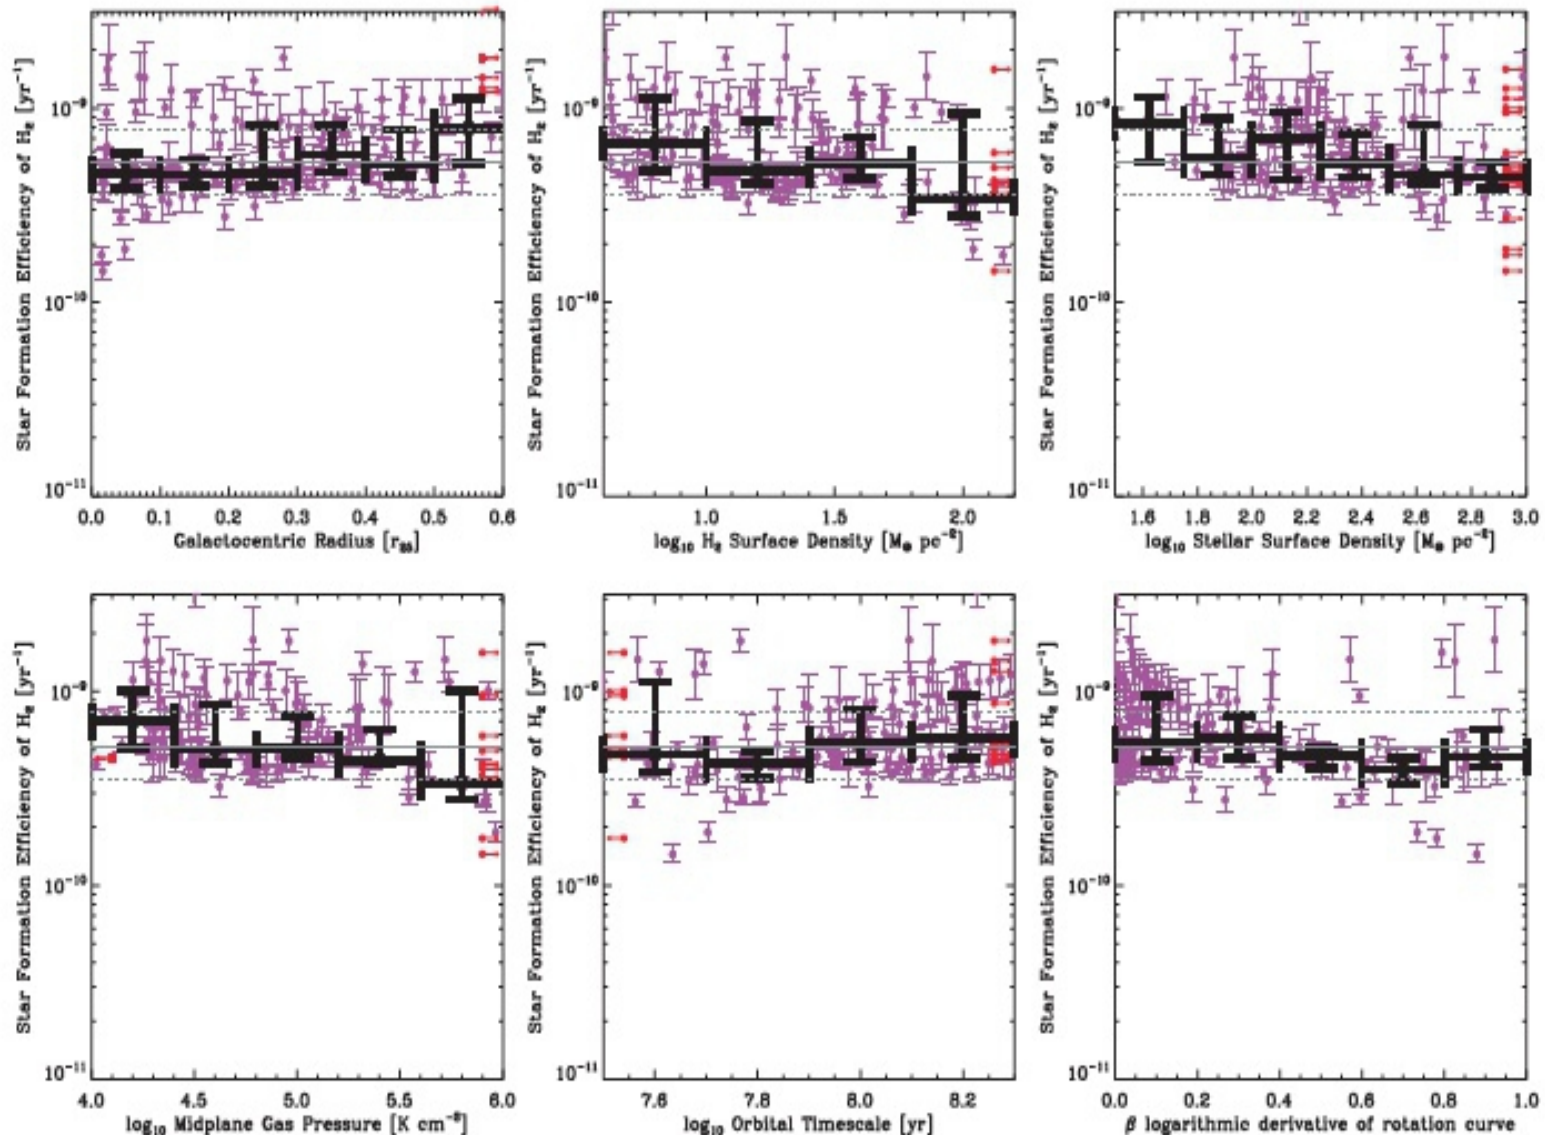 Star Formation Efficiency of H₂ [yr⁻¹]
10⁻⁹
10⁻¹⁰
10⁻¹¹
0.0 0.1 0.2 0.3 0.4 0.5 0.6
Galactocentric Radius [r₂₅]
Star Formation Efficiency of H₂ [yr⁻¹]
10⁻⁹
10⁻¹⁰
10⁻¹¹
1.0 1.5 2.0
log₁₀ H₂ Surface Density [M⊙ pc⁻²]
Star Formation Efficiency of H₂ [yr⁻¹]
10⁻⁹
10⁻¹⁰
10⁻¹¹
1.6 1.8 2.0 2.2 2.4 2.6 2.8 3.0
log₁₀ Stellar Surface Density [M⊙ pc⁻²]
Star Formation Efficiency of H₂ [yr⁻¹]
10⁻⁹
10⁻¹⁰
10⁻¹¹
4.0 4.5 5.0 5.5 6.0
log₁₀ Midplane Gas Pressure [K cm⁻³]
Star Formation Efficiency of H₂ [yr⁻¹]
10⁻⁹
10⁻¹⁰
10⁻¹¹
7.6 7.8 8.0 8.2
log₁₀ Orbital Timescale [yr]
Star Formation Efficiency of H₂ [yr⁻¹]
10⁻⁹
10⁻¹⁰
10⁻¹¹
0.0 0.2 0.4 0.6 0.8 1.0
β logarithmic derivative of rotation curve